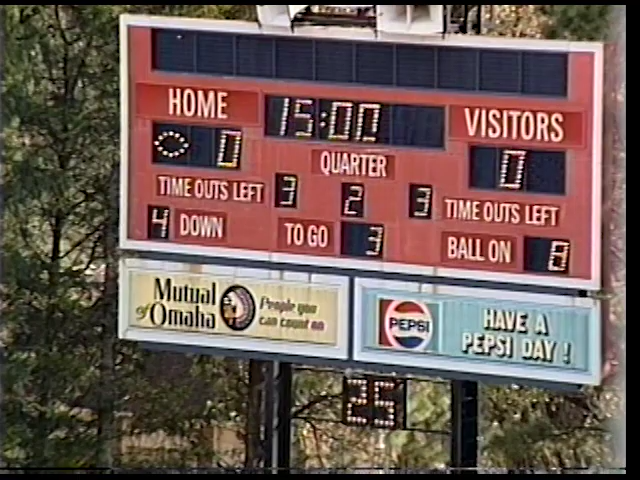 HOME 15:00 VISITORS
0 QUARTER 0
TIME OUTS LEFT 3 2 3 TIME OUTS LEFT
4 DOWN TO GO 3 BALL ON 8
Mutual of Omaha People you can count on
PEPSI HAVE A PEPSI DAY!
25